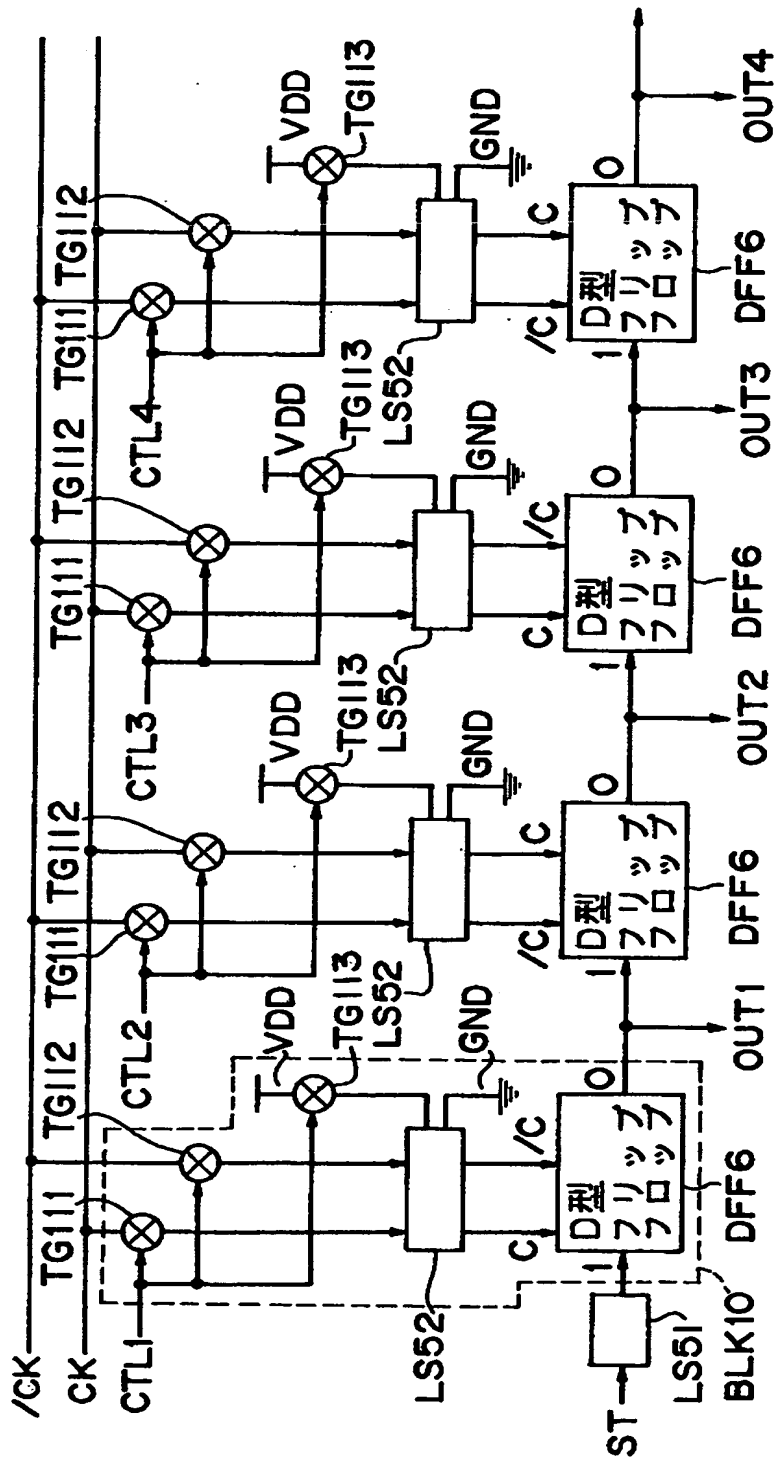 /CK
CK
TG111
TG112
TG111
TG112
TG111
TG112
TG111
TG112
CTL1
CTL2
CTL3
CTL4
VDD
TG113
VDD
TG113
VDD
TG113
VDD
TG113
LS52
GND
LS52
GND
LS52
GND
LS52
GND
C
/C
/C
C
C
/C
/C
C
ST
LS51
1
D型
フリップ
フロップ
0
1
D型
フリップ
フロップ
0
1
D型
フリップ
フロップ
0
1
D型
フリップ
フロップ
0
DFF6
DFF6
DFF6
DFF6
BLK10
OUT1
OUT2
OUT3
OUT4